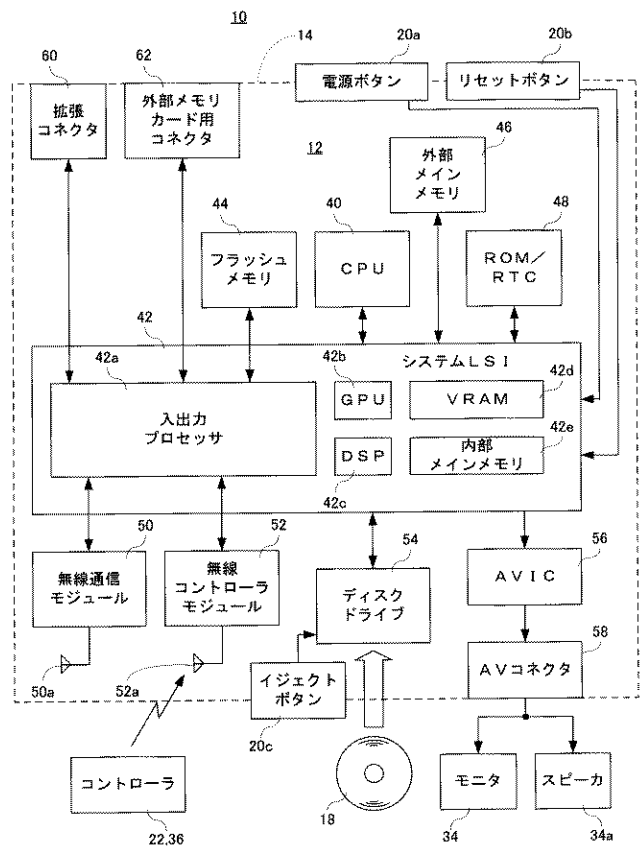 10
60
62
14
20a
20b
電源ボタン
リセットボタン
拡張
コネクタ
外部メモリ
カード用
コネクタ
12
46
外部
メイン
メモリ
44
40
48
フラッシュ
メモリ
CPU
ROM/
RTC
42
システムLSI
42a
42b
42d
入出力
プロセッサ
GPU
VRAM
42e
DSP
内部
メインメモリ
42c
50
52
54
56
無線通信
モジュール
無線
コントローラ
モジュール
ディスク
ドライブ
AVIC
58
AVコネクタ
50a
52a
イジェクト
ボタン
20c
コントローラ
モニタ
スピーカ
22,36
18
34
34a